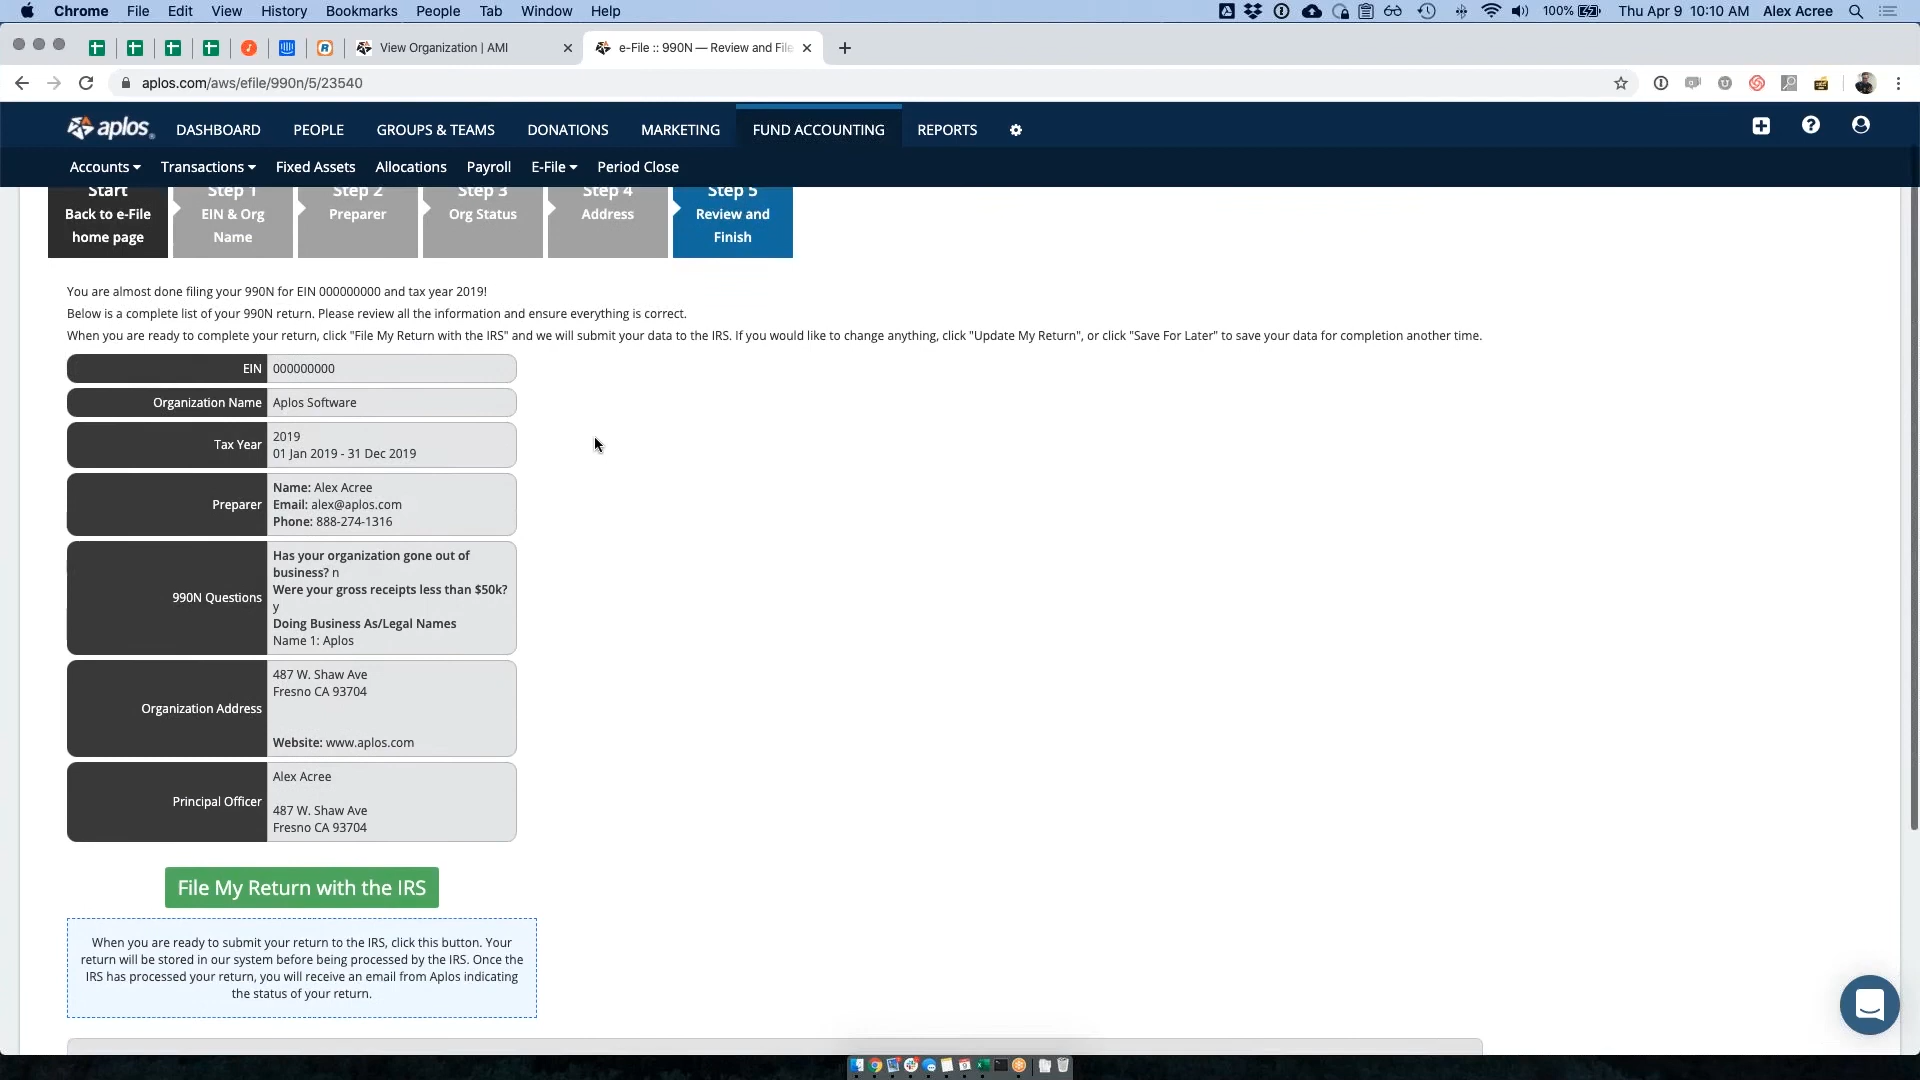 Chrome File Edit View History Bookmarks People Tab Window Help 100% Thu Apr 9 10:10 AM Alex Acree
View Organization | AMI e-File :: 990N — Review and File
aplos.com/aws/efile/990n/5/23540
aplos DASHBOARD PEOPLE GROUPS & TEAMS DONATIONS MARKETING FUND ACCOUNTING REPORTS
Accounts Transactions Fixed Assets Allocations Payroll E-File Period Close
Start Step 1 Step 2 Step 3 Step 4 Step 5
Back to e-File EIN & Org Preparer Org Status Address Review and
home page Name Finish
You are almost done filing your 990N for EIN 000000000 and tax year 2019!
Below is a complete list of your 990N return. Please review all the information and ensure everything is correct.
When you are ready to complete your return, click "File My Return with the IRS" and we will submit your data to the IRS. If you would like to change anything, click "Update My Return", or click "Save For Later" to save your data for completion another time.
EIN 000000000
Organization Name Aplos Software
Tax Year 2019
01 Jan 2019 - 31 Dec 2019
Preparer Name: Alex Acree
Email: alex@aplos.com
Phone: 888-274-1316
990N Questions Has your organization gone out of
business? n
Were your gross receipts less than $50k?
y
Doing Business As/Legal Names
Name 1: Aplos
Organization Address 487 W. Shaw Ave
Fresno CA 93704
Website: www.aplos.com
Principal Officer Alex Acree
487 W. Shaw Ave
Fresno CA 93704
File My Return with the IRS
When you are ready to submit your return to the IRS, click this button. Your
return will be stored in our system before being processed by the IRS. Once the
IRS has processed your return, you will receive an email from Aplos indicating
the status of your return.